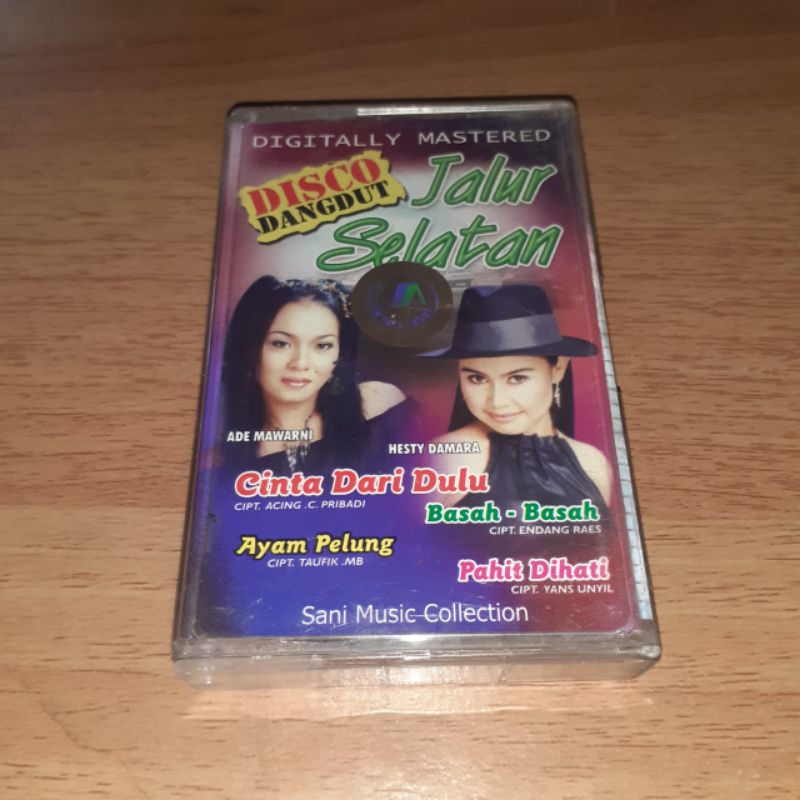 DIGITALLY MASTERED
DISCO
DANGDUT
Jalur
Selatan
ADE MAWARNI
HESTY DAMARA
Cinta Dari Dulu
CIPT. ACING .C. PRIBADI
Basah - Basah
CIPT. ENDANG RAES
Ayam Pelung
CIPT. TAUFIK .MB
Pahit Dihati
CIPT. YANS UNYIL
Sani Music Collection